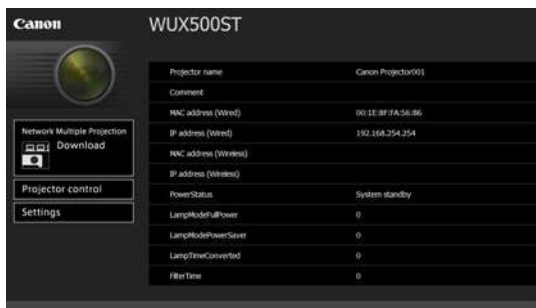 Canon
WUX500ST
Projector name Canon Projector001
Comment
MAC address (Wired) 00:1E:8F:FA:56:86
IP address (Wired) 192.168.254.254
MAC address (Wireless)
IP address (Wireless)
PowerStatus System standby
LampModeFullPower 0
LampModePowerSaver 0
LampTimeConverted 0
FilterTime 0
Network Multiple Projection
Download
Projector control
Settings